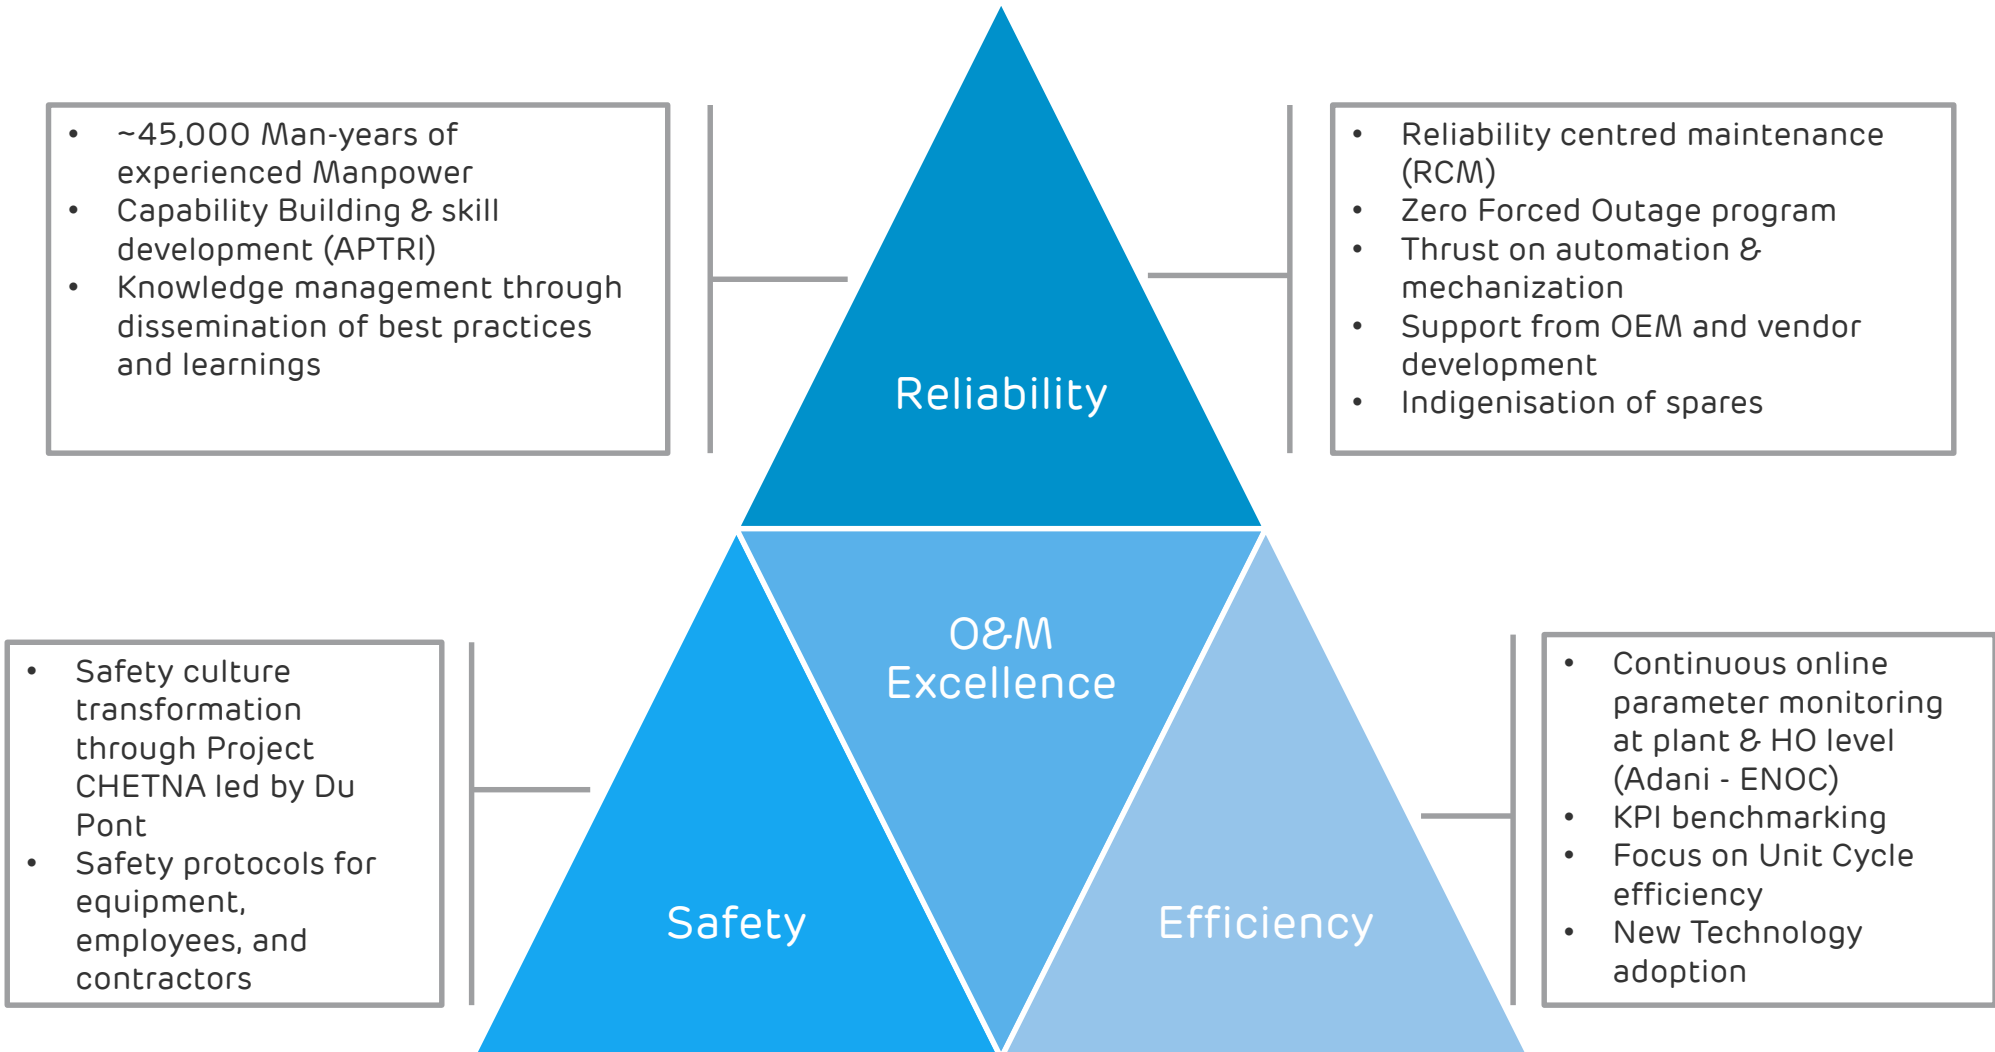 • ~45,000 Man-years of
experienced Manpower
• Capability Building & skill
development (APTRI)
• Knowledge management through
dissemination of best practices
and learnings
• Reliability centred maintenance
(RCM)
• Zero Forced Outage program
• Thrust on automation &
mechanization
• Support from OEM and vendor
development
• Indigenisation of spares
Reliability
O&M
Excellence
• Safety culture
transformation
through Project
CHETNA led by Du
Pont
• Safety protocols for
equipment,
employees, and
contractors
Safety
Efficiency
• Continuous online
parameter monitoring
at plant & HO level
(Adani - ENOC)
• KPI benchmarking
• Focus on Unit Cycle
efficiency
• New Technology
adoption